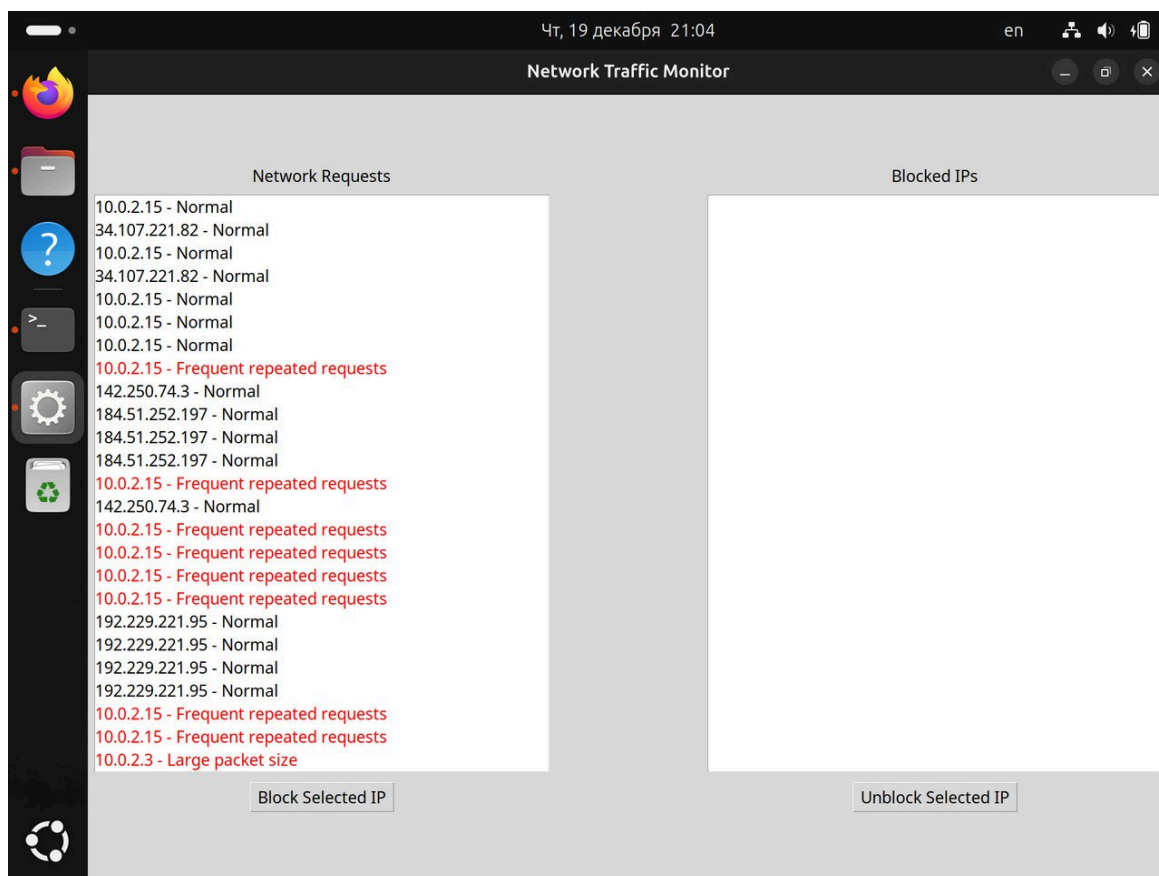 Чт, 19 декабря 21:04
en
Network Traffic Monitor
Network Requests
10.0.2.15 - Normal
34.107.221.82 - Normal
10.0.2.15 - Normal
34.107.221.82 - Normal
10.0.2.15 - Normal
10.0.2.15 - Normal
10.0.2.15 - Normal
10.0.2.15 - Frequent repeated requests
142.250.74.3 - Normal
184.51.252.197 - Normal
184.51.252.197 - Normal
184.51.252.197 - Normal
10.0.2.15 - Frequent repeated requests
142.250.74.3 - Normal
10.0.2.15 - Frequent repeated requests
10.0.2.15 - Frequent repeated requests
10.0.2.15 - Frequent repeated requests
10.0.2.15 - Frequent repeated requests
192.229.221.95 - Normal
192.229.221.95 - Normal
192.229.221.95 - Normal
192.229.221.95 - Normal
10.0.2.15 - Frequent repeated requests
10.0.2.15 - Frequent repeated requests
10.0.2.3 - Large packet size
Block Selected IP
Blocked IPs
Unblock Selected IP